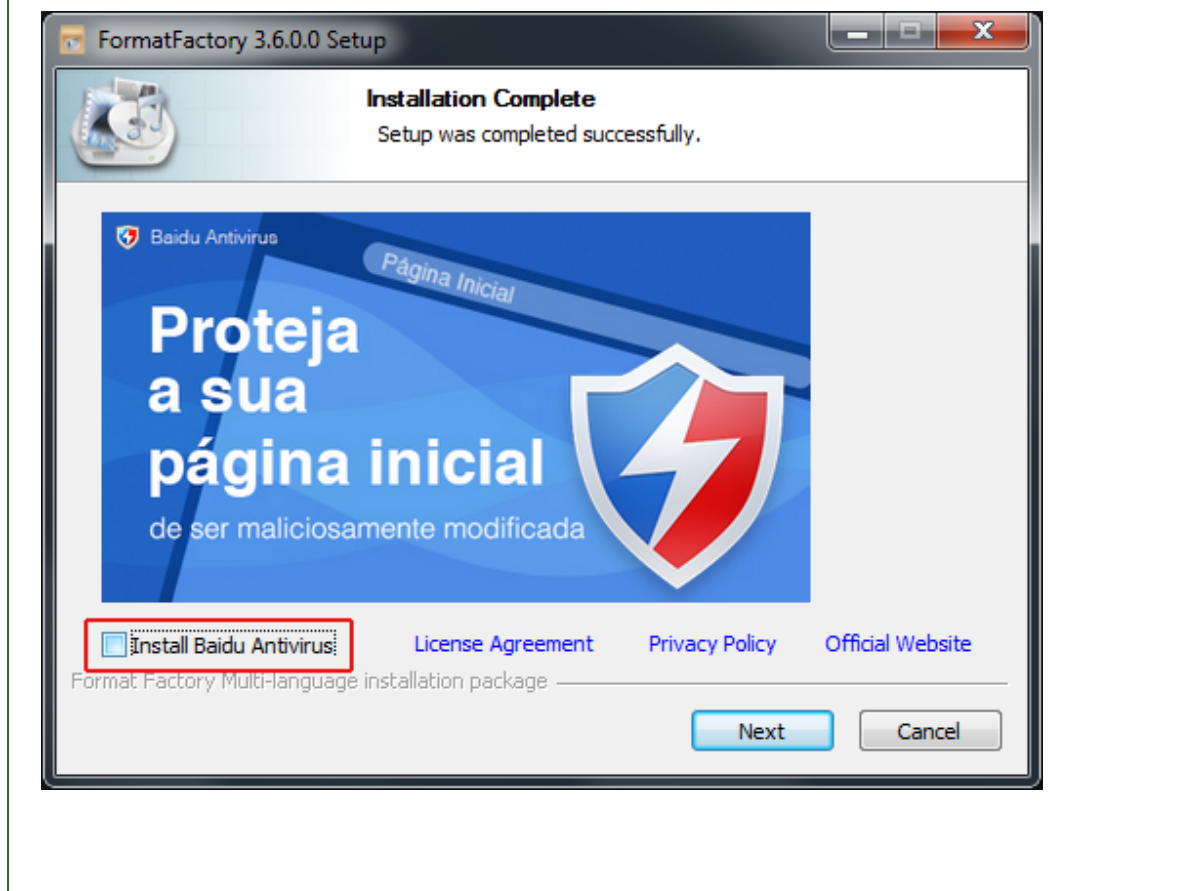 FormatFactory 3.6.0.0 Setup
Installation Complete
Setup was completed successfully.
Baidu Antivirus
Página Inicial
Proteja
a sua
página inicial
de ser maliciosamente modificada
Install Baidu Antivirus
License Agreement
Privacy Policy
Official Website
Format Factory Multi-language installation package
Next
Cancel